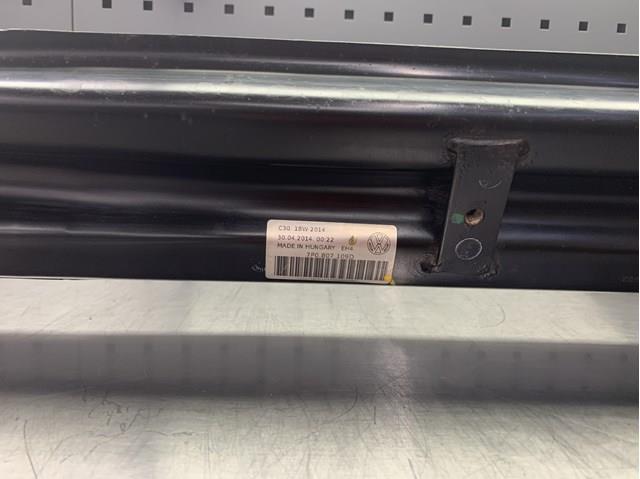 C30 18W 2014
30.04.2014. 00:22
MADE IN HUNGARY EH4
7P0.807.109D